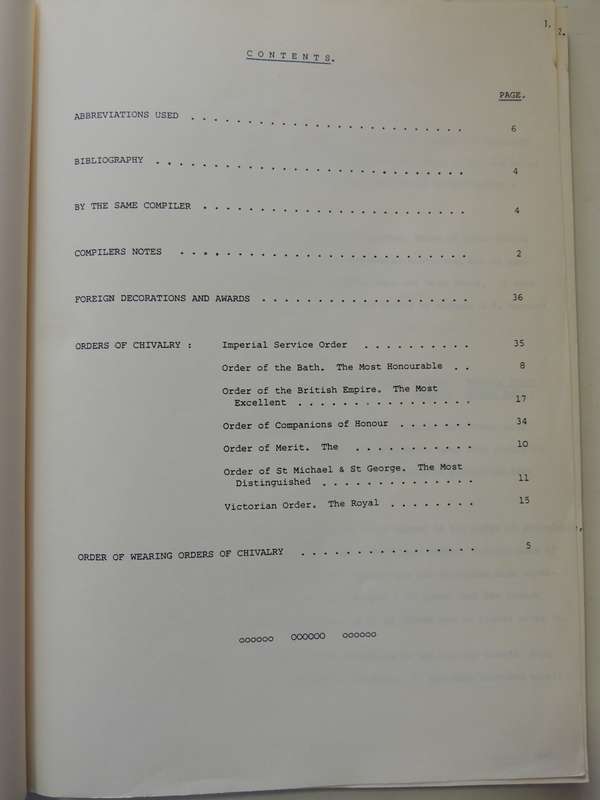 1.
2.
C O N T E N T S.
PAGE.
ABBREVIATIONS USED . . . . . . . . . . . . . . . . . . . . . . . . . 6
BIBLIOGRAPHY . . . . . . . . . . . . . . . . . . . . . . . . . . . 4
BY THE SAME COMPILER . . . . . . . . . . . . . . . . . . . . . . . 4
COMPILERS NOTES . . . . . . . . . . . . . . . . . . . . . . . . . 2
FOREIGN DECORATIONS AND AWARDS . . . . . . . . . . . . . . . . . . . 36
ORDERS OF CHIVALRY : Imperial Service Order . . . . . . . . . . 35
Order of the Bath. The Most Honourable . . 8
Order of the British Empire. The Most
Excellent . . . . . . . . . . . . . . . . 17
Order of Companions of Honour . . . . . . . 34
Order of Merit. The . . . . . . . . . . . 10
Order of St Michael & St George. The Most
Distinguished . . . . . . . . . . . . . . 11
Victorian Order. The Royal . . . . . . . . 15
ORDER OF WEARING ORDERS OF CHIVALRY . . . . . . . . . . . . . . . . 5
oooooo OOOOOO oooooo